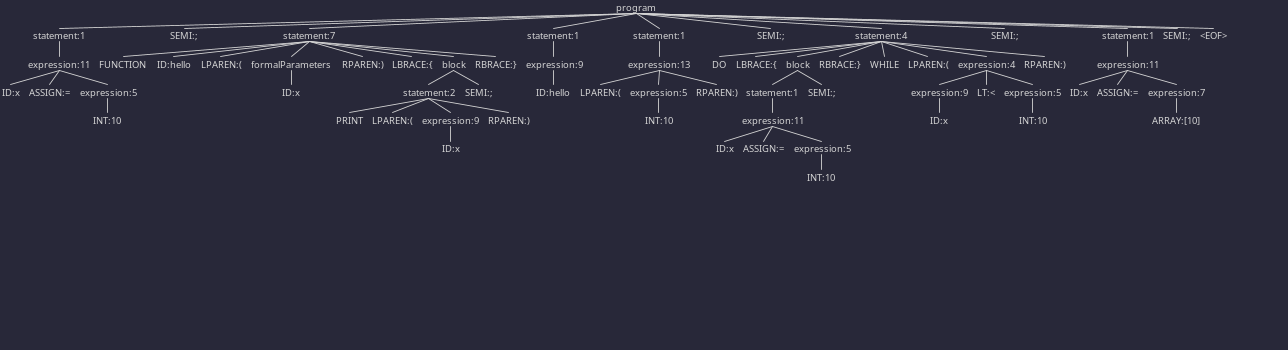 program
statement:1 SEMI:; statement:7 statement:1 statement:1 SEMI:; statement:4 SEMI:; statement:1 SEMI:; <EOF>
expression:11 FUNCTION ID:hello LPAREN:( formalParameters RPAREN:) LBRACE:{ block RBRACE:} expression:9 expression:13 DO LBRACE:{ block RBRACE:} WHILE LPAREN:( expression:4 RPAREN:) expression:11
ID:x ASSIGN:= expression:5 ID:x statement:2 SEMI:; ID:hello LPAREN:( expression:5 RPAREN:) statement:1 SEMI:; expression:9 LT:< expression:5 ID:x ASSIGN:= expression:7
INT:10 PRINT LPAREN:( expression:9 RPAREN:) INT:10 expression:11 ID:x INT:10 ARRAY:[10]
ID:x ID:x ASSIGN:= expression:5
INT:10